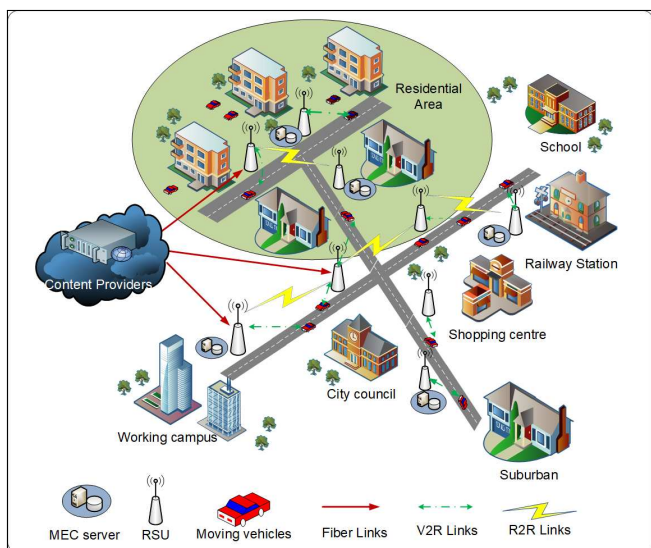 Residential
Area
School
Content Providers
Railway Station
Shopping centre
City council
Working campus
Suburban
MEC server
RSU
Moving vehicles
Fiber Links
V2R Links
R2R Links